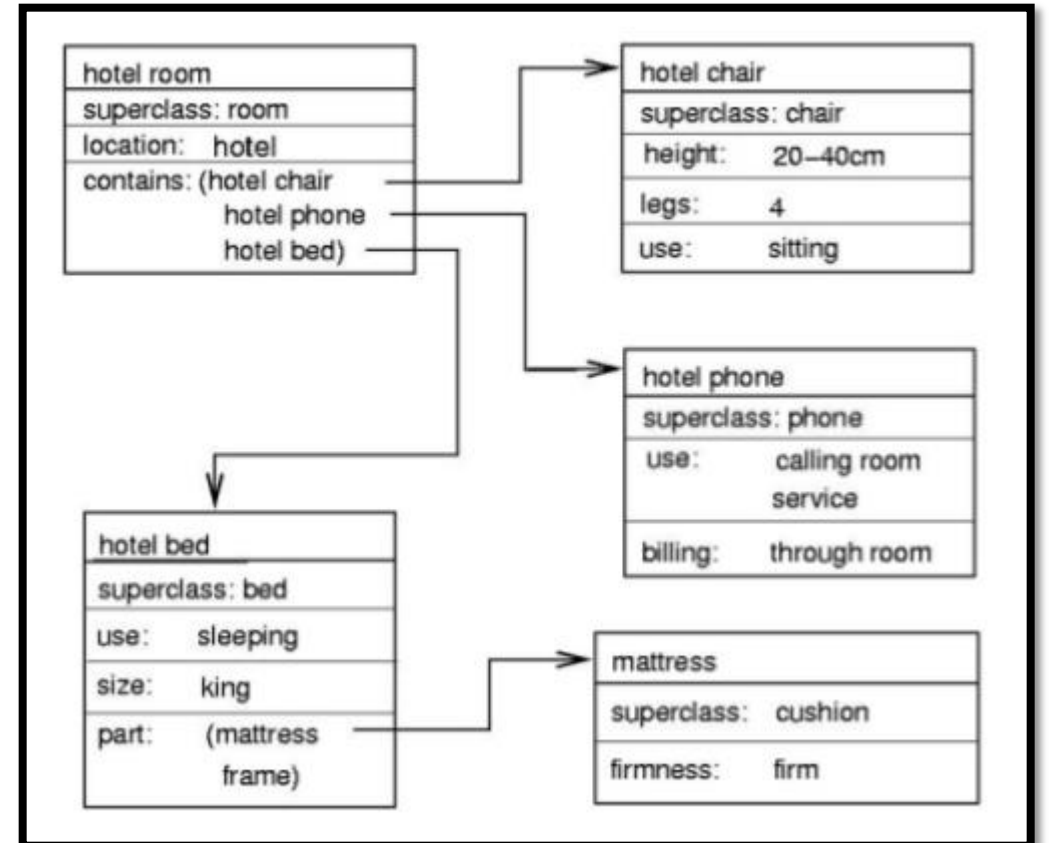 hotel room
superclass: room
location: hotel
contains: (hotel chair
hotel phone
hotel bed)
hotel chair
superclass: chair
height: 20–40cm
legs: 4
use: sitting
hotel phone
superclass: phone
use: calling room
service
billing: through room
hotel bed
superclass: bed
use: sleeping
size: king
part: (mattress
frame)
mattress
superclass: cushion
firmness: firm